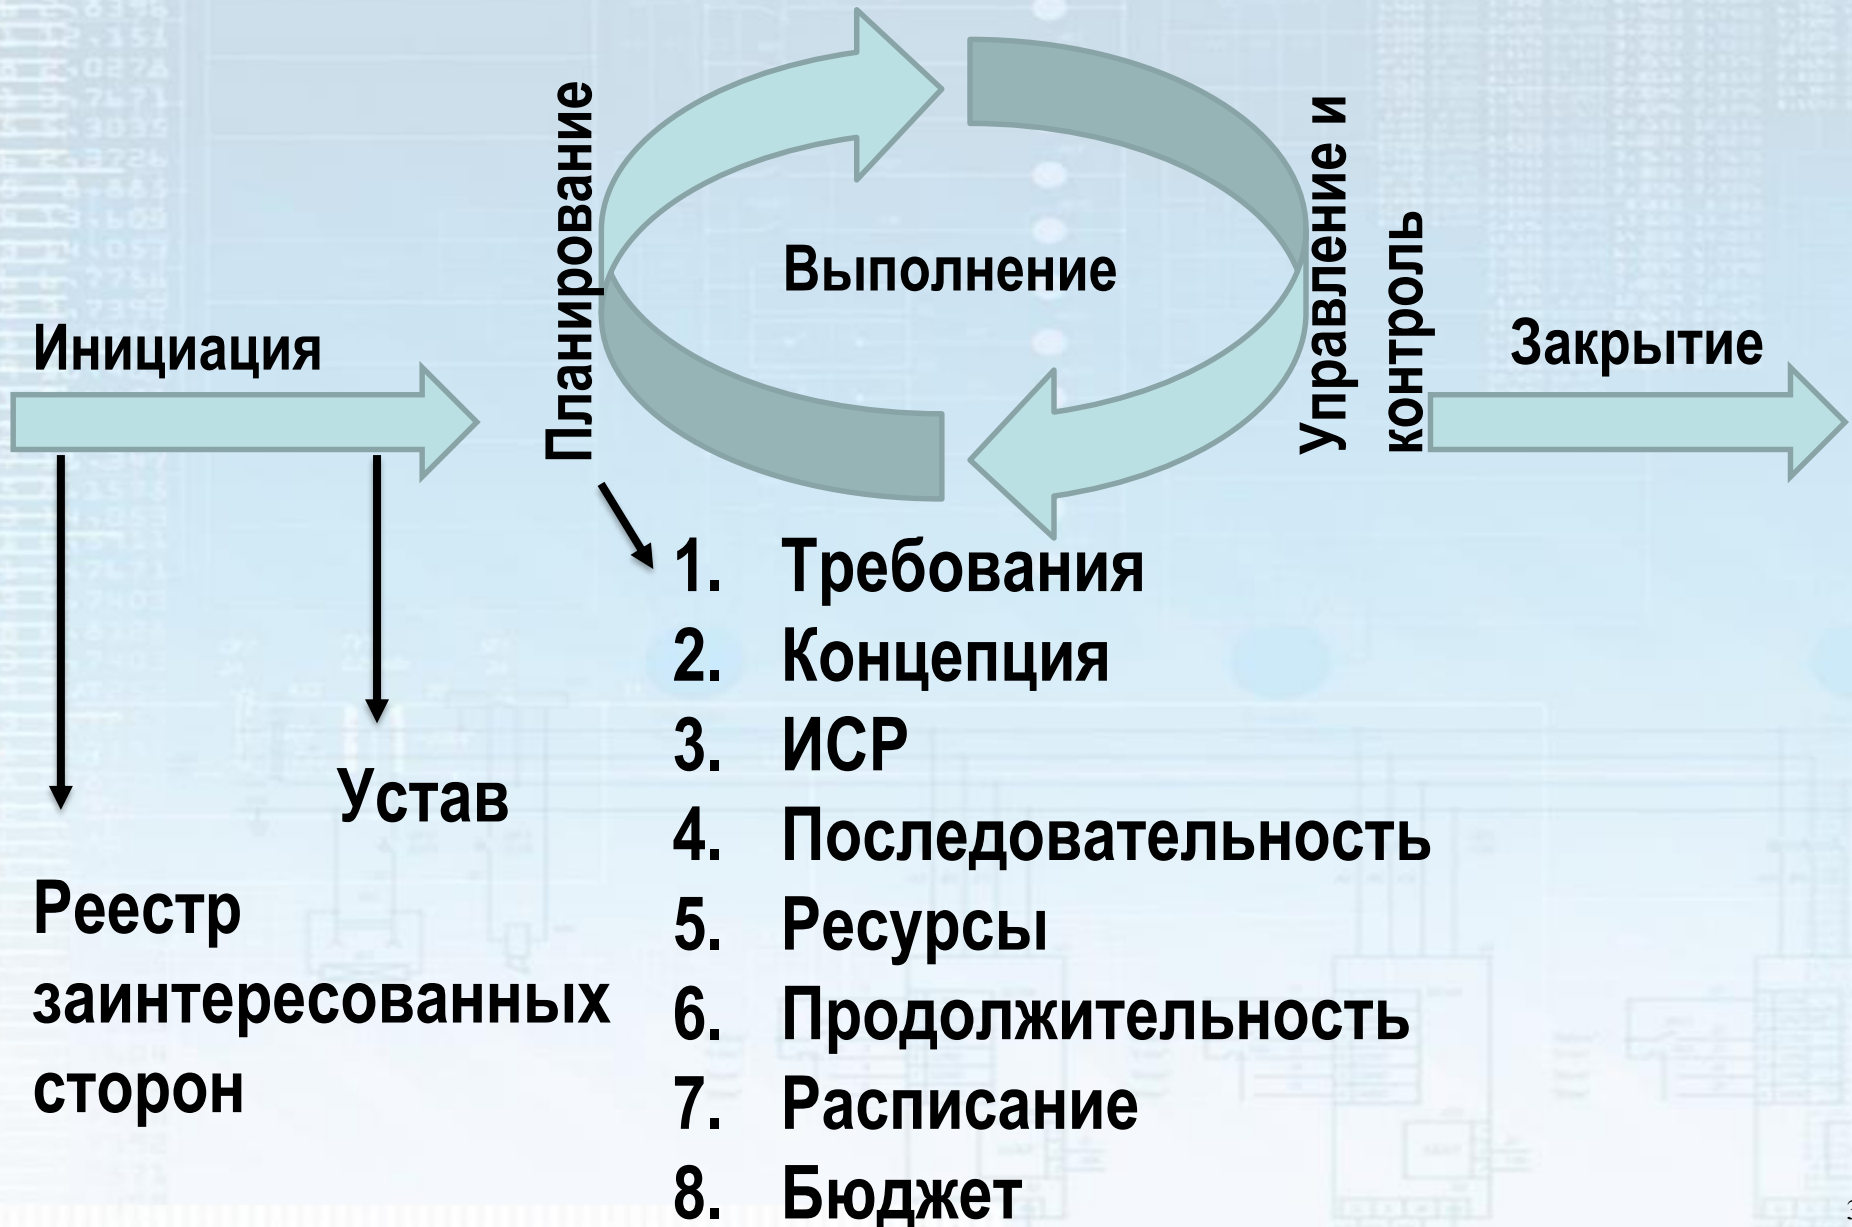 Планирование
Выполнение
Управление и
контроль
Инициация
Закрытие
1. Требования
2. Концепция
3. ИСР
4. Последовательность
5. Ресурсы
6. Продолжительность
7. Расписание
8. Бюджет
Устав
Реестр
заинтересованных
сторон